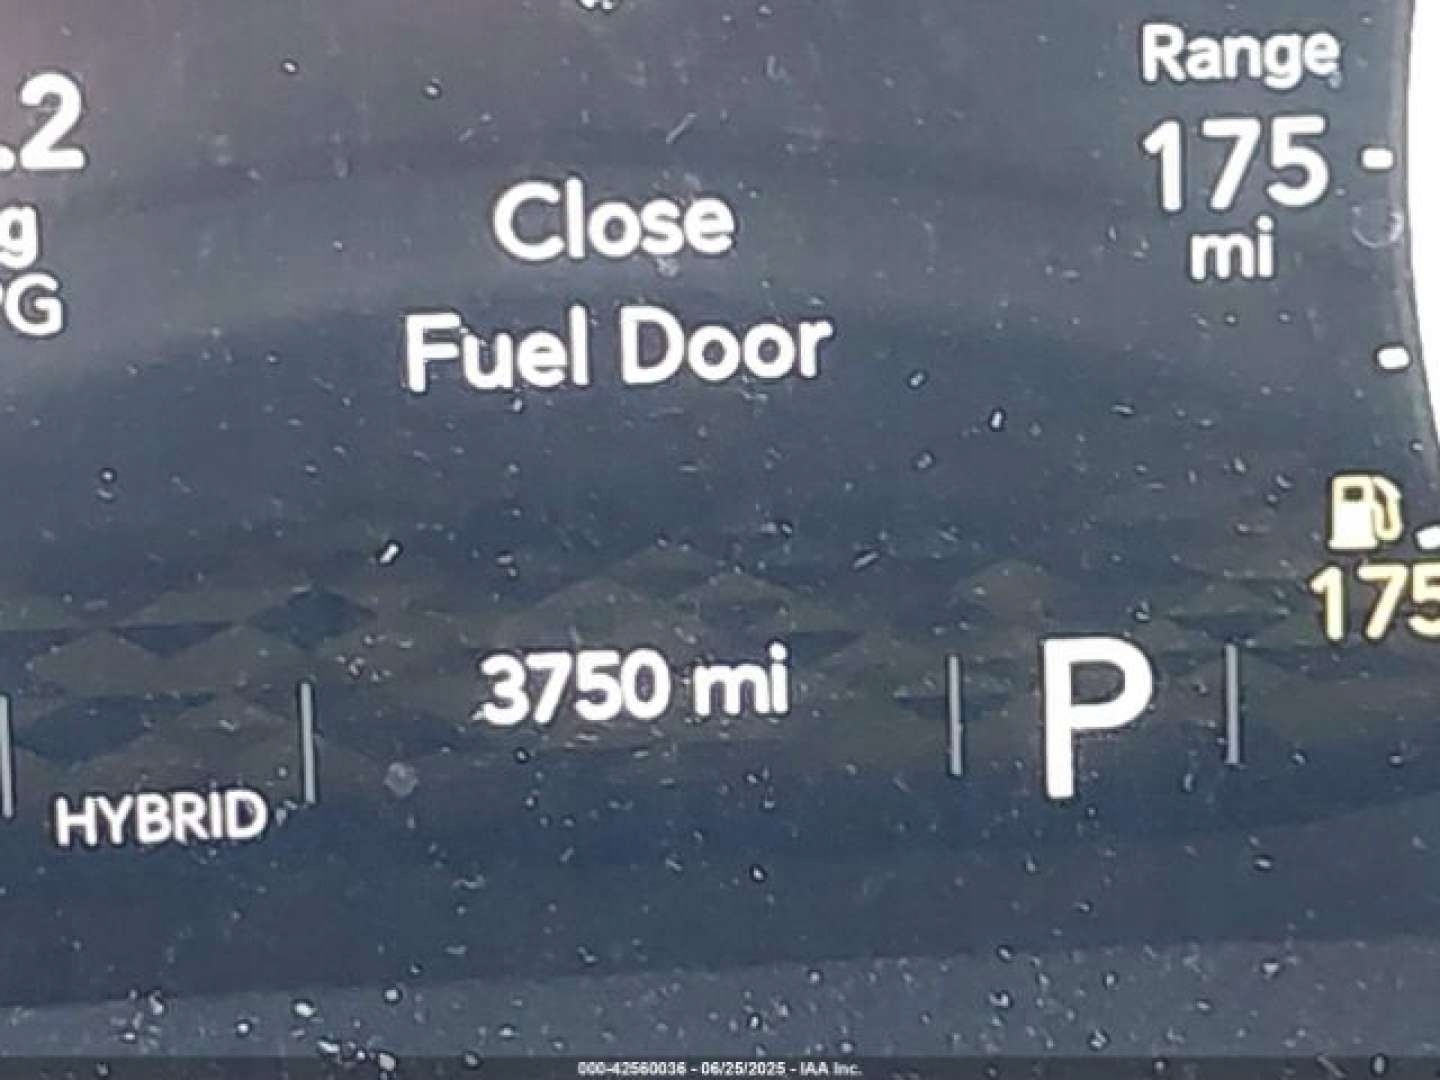 .2
g
PG
Range
175
mi
Close
Fuel Door
175
3750 mi
P
HYBRID
000-42560036 - 06/25/2025 - IAA Inc.